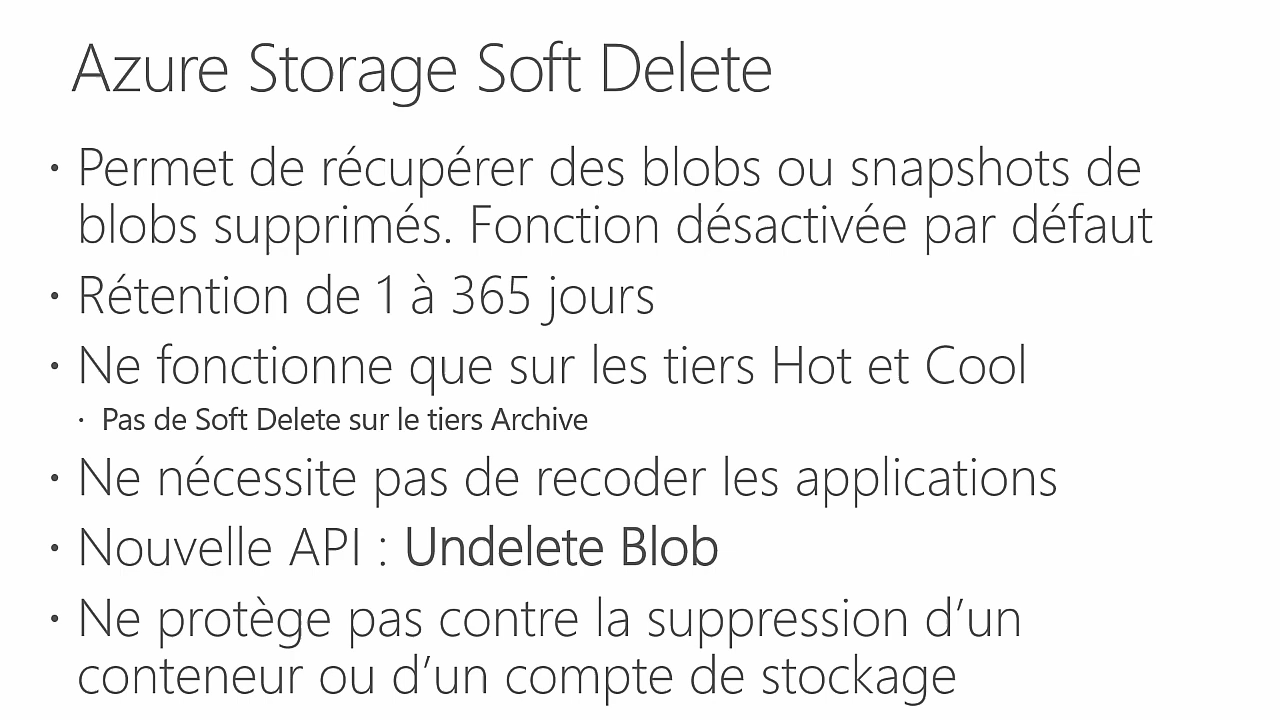 Azure Storage Soft Delete
• Permet de récupérer des blobs ou snapshots de
blobs supprimés. Fonction désactivée par défaut
• Rétention de 1 à 365 jours
• Ne fonctionne que sur les tiers Hot et Cool
• Pas de Soft Delete sur le tiers Archive
• Ne nécessite pas de recoder les applications
• Nouvelle API : Undelete Blob
• Ne protège pas contre la suppression d’un
conteneur ou d’un compte de stockage